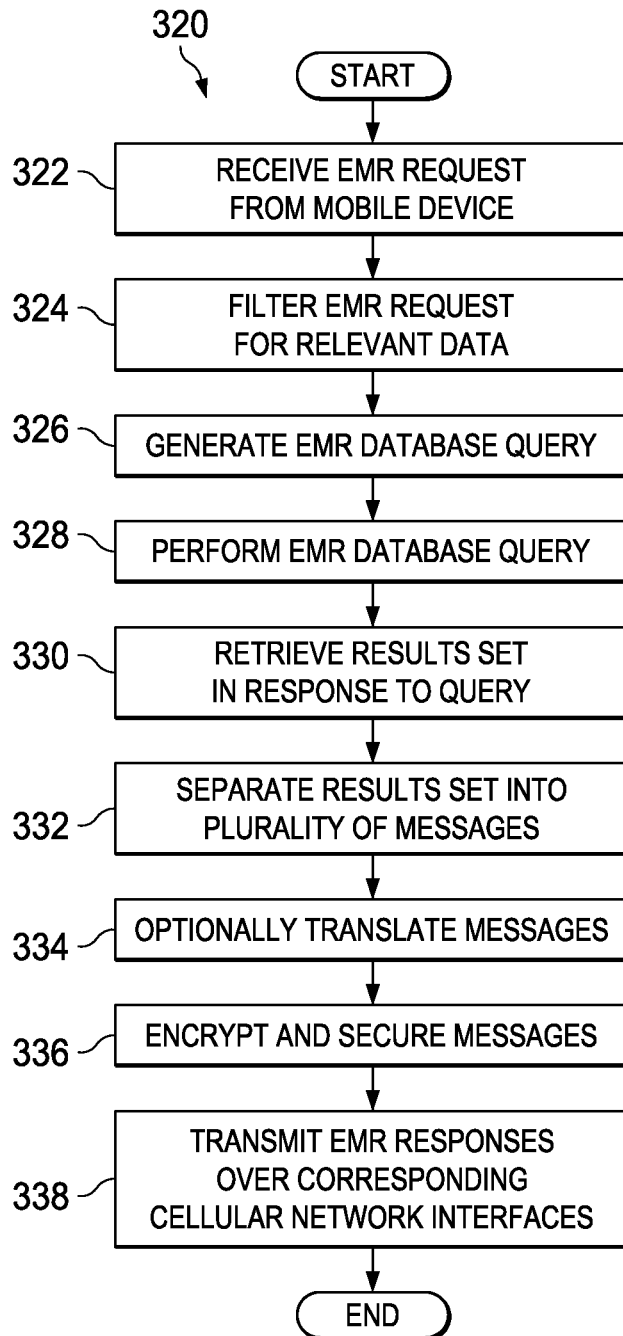 320
START
322
RECEIVE EMR REQUEST
FROM MOBILE DEVICE
324
FILTER EMR REQUEST
FOR RELEVANT DATA
326
GENERATE EMR DATABASE QUERY
328
PERFORM EMR DATABASE QUERY
330
RETRIEVE RESULTS SET
IN RESPONSE TO QUERY
332
SEPARATE RESULTS SET INTO
PLURALITY OF MESSAGES
334
OPTIONALLY TRANSLATE MESSAGES
336
ENCRYPT AND SECURE MESSAGES
338
TRANSMIT EMR RESPONSES
OVER CORRESPONDING
CELLULAR NETWORK INTERFACES
END